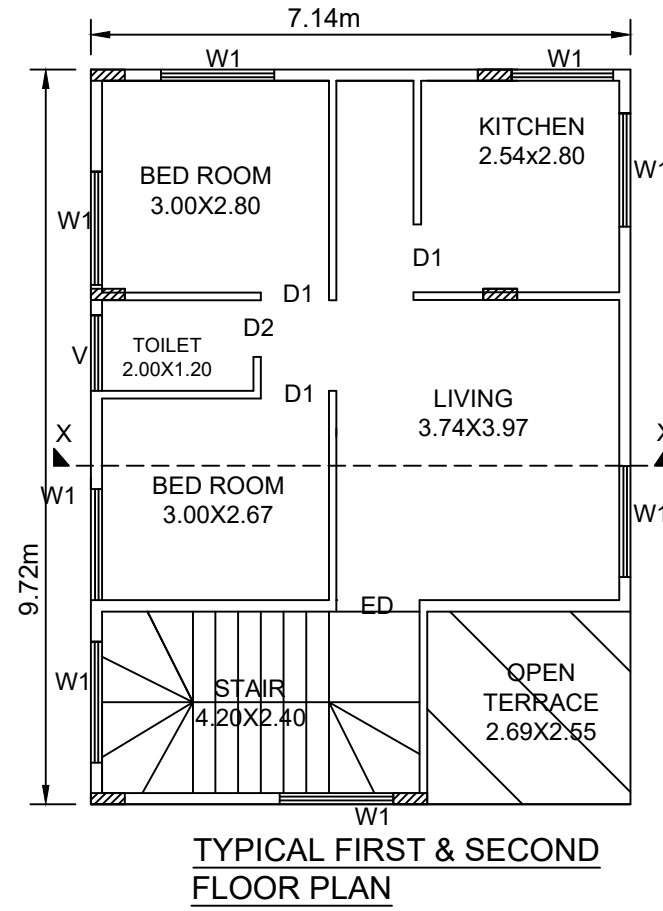 7.14m
W1
W1
KITCHEN
2.54x2.80
BED ROOM
3.00X2.80
W1
W1
D1
D1
D2
V
TOILET
2.00X1.20
D1
LIVING
3.74X3.97
X
X
BED ROOM
3.00X2.67
W1
W1
9.72m
ED
W1
STAIR
4.20X2.40
OPEN
TERRACE
2.69X2.55
W1
TYPICAL FIRST & SECOND
FLOOR PLAN